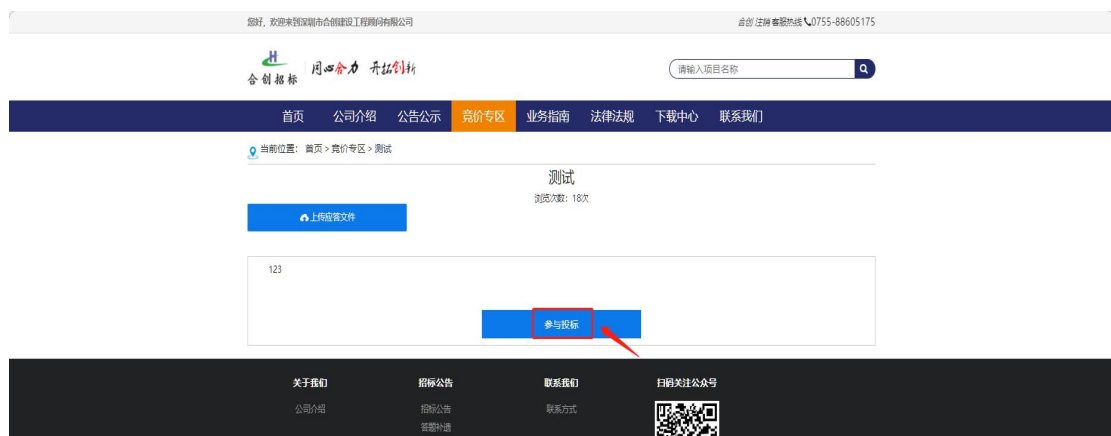 您好，欢迎来到深圳市合创建设工程顾问有限公司
合创 注销 客服热线 0755-88605175
合创招标
用心合力 开拓创新
请输入项目名称
首页 公司介绍 公告公示 竞价专区 业务指南 法律法规 下载中心 联系我们
当前位置： 首页 > 竞价专区 > 测试
测试
浏览次数：18次
上传应答文件
123
参与投标
关于我们 招标公告 联系我们 扫码关注公众号
公司介绍 招标公告 联系方式
答题补遗